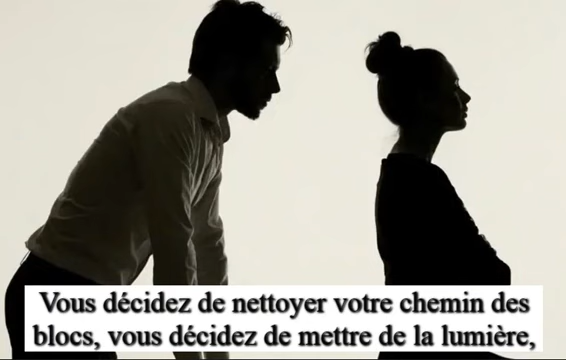 Vous décidez de nettoyer votre chemin des
blocs, vous décidez de mettre de la lumière,